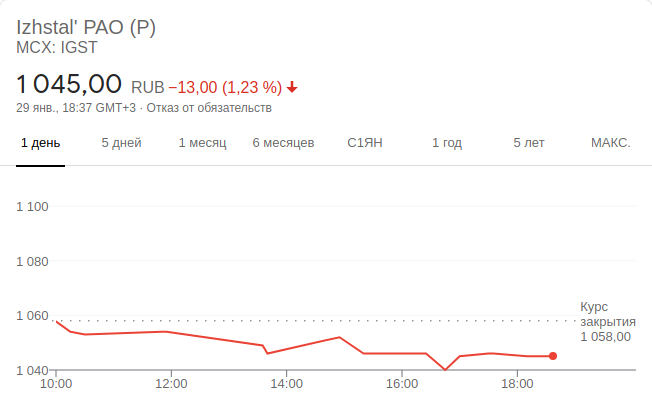 Izhstal' PAO (P)
MCX: IGST
1 045,00 RUB −13,00 (1,23 %)
29 янв., 18:37 GMT+3 · Отказ от обязательств
1 день 5 дней 1 месяц 6 месяцев С1ЯН 1 год 5 лет МАКС.
1 100
1 080
1 060
1 040
Курс
закрытия
1 058,00
10:00 12:00 14:00 16:00 18:00